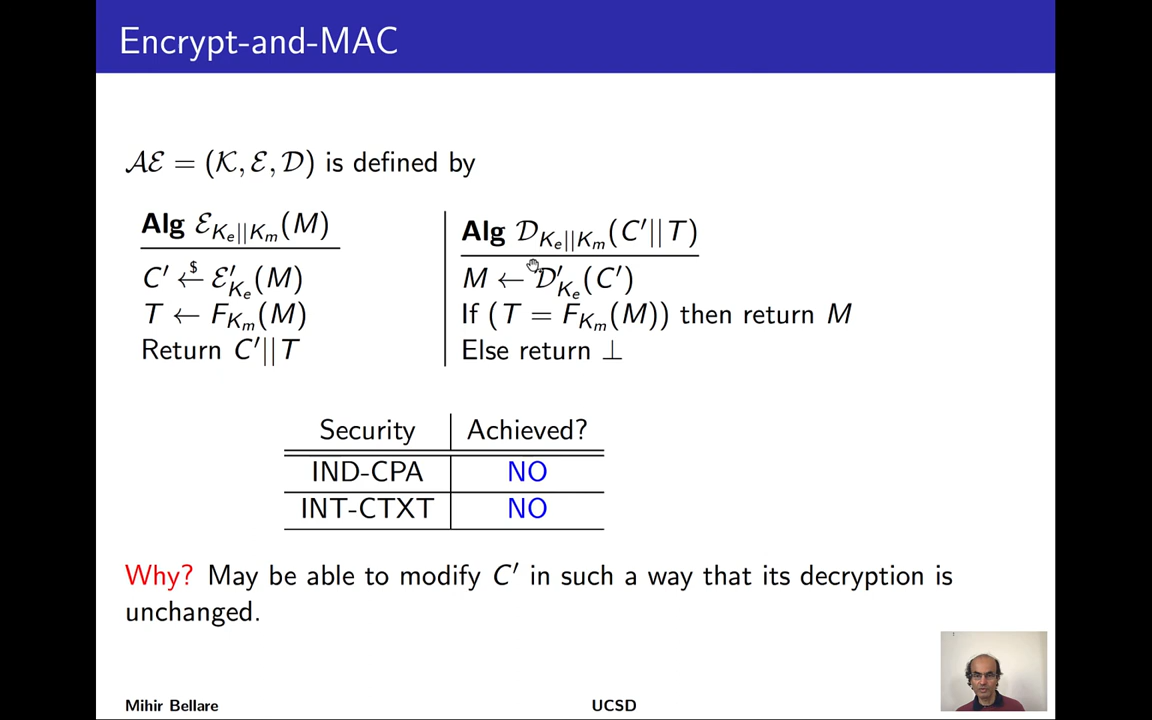 Encrypt-and-MAC
𝒜ℰ = (𝒦, ℰ, 𝒟) is defined by
Alg ℰ_{K_e||K_m}(M)
C′ ←$ ℰ′_{K_e}(M)
T ← F_{K_m}(M)
Return C′||T
Alg 𝒟_{K_e||K_m}(C′||T)
M ← 𝒟′_{K_e}(C′)
If (T = F_{K_m}(M)) then return M
Else return ⊥
Security Achieved?
IND-CPA NO
INT-CTXT NO
Why? May be able to modify C′ in such a way that its decryption is
unchanged.
Mihir Bellare UCSD